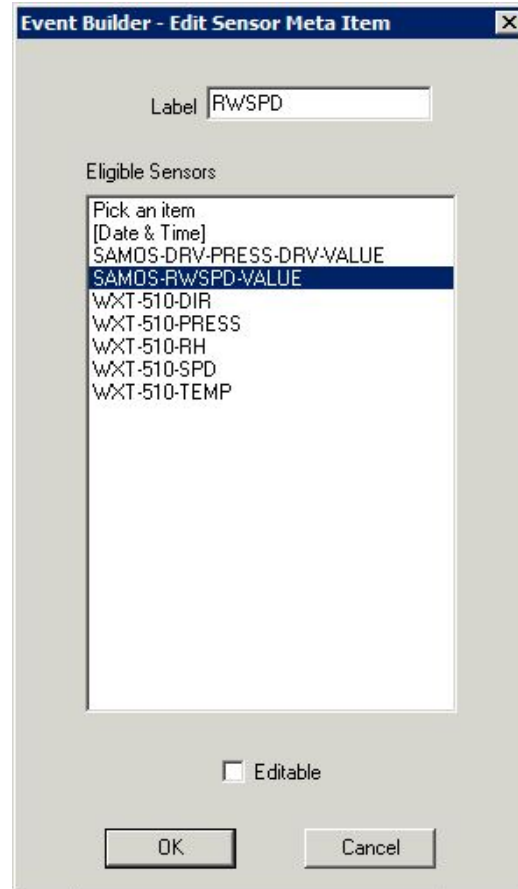 Event Builder - Edit Sensor Meta Item
Label RWSPD
Eligible Sensors
Pick an item
[Date & Time]
SAMOS-DRV-PRESS-DRV-VALUE
SAMOS-RWSPD-VALUE
WXT-510-DIR
WXT-510-PRESS
WXT-510-RH
WXT-510-SPD
WXT-510-TEMP
Editable
OK Cancel